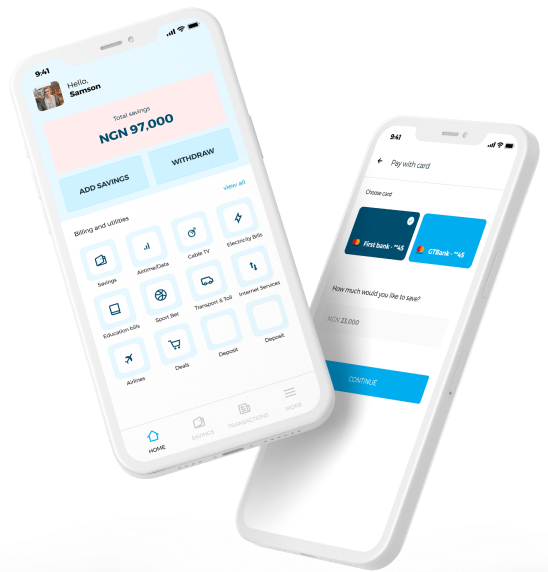 9:41
Hello,
Samson
Total savings
NGN 97,000
ADD SAVINGS
WITHDRAW
Billing and utilities
view all
Savings
Airtime/Data
Cable TV
Electricity Bills
Education bills
Sport Bet
Transport & Toll
Internet Services
Airlines
Deals
Deposit
Deposit
HOME
SAVINGS
TRANSACTIONS
MORE
9:41
Pay with card
Choose card
First bank - **45
GTBank - **45
How much would you like to save?
NGN 23,000
CONTINUE